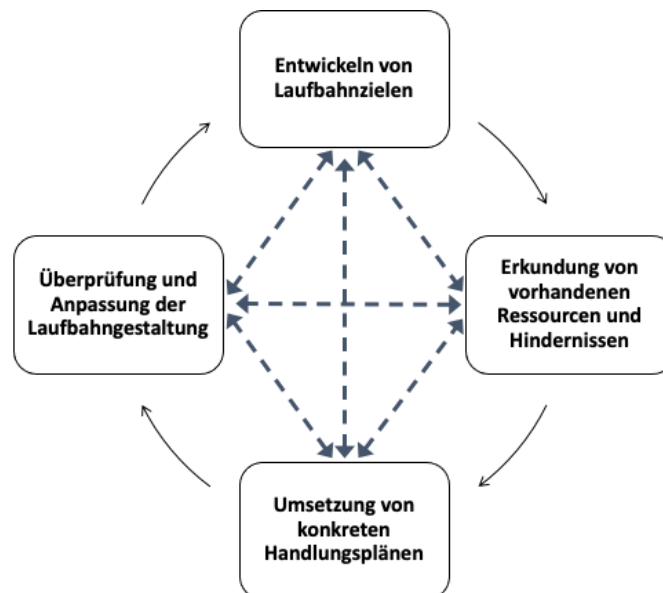 Entwickeln von
Laufbahnzielen
Überprüfung und
Anpassung der
Laufbahngestaltung
Erkundung von
vorhandenen
Ressourcen und
Hindernissen
Umsetzung von
konkreten
Handlungsplänen